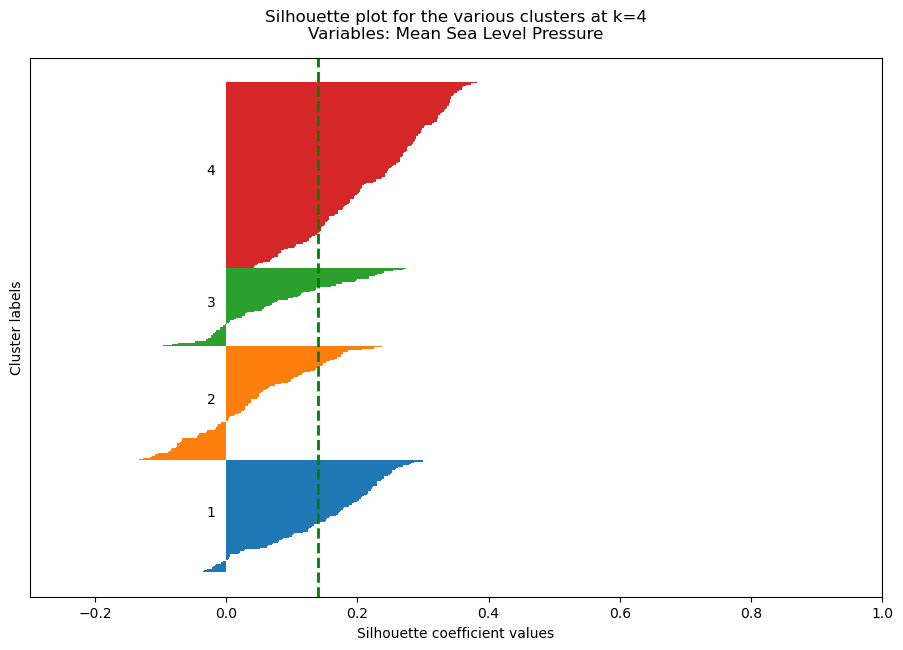 Silhouette plot for the various clusters at k=4
Variables: Mean Sea Level Pressure
4
3
2
1
Cluster labels
−0.2 0.0 0.2 0.4 0.6 0.8 1.0
Silhouette coefficient values